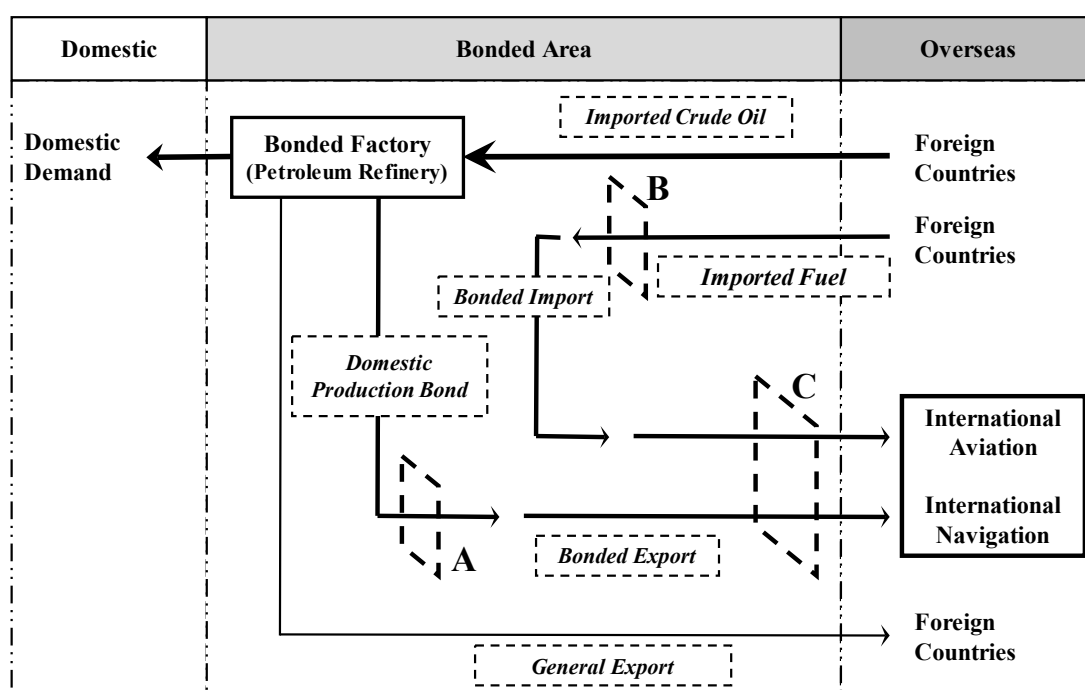 Domestic
Bonded Area
Overseas
Imported Crude Oil
Domestic
Demand
Bonded Factory
(Petroleum Refinery)
Foreign
Countries
B
Foreign
Countries
Bonded Import
Imported Fuel
Domestic
Production Bond
C
International
Aviation
International
Navigation
A
Bonded Export
Foreign
Countries
General Export